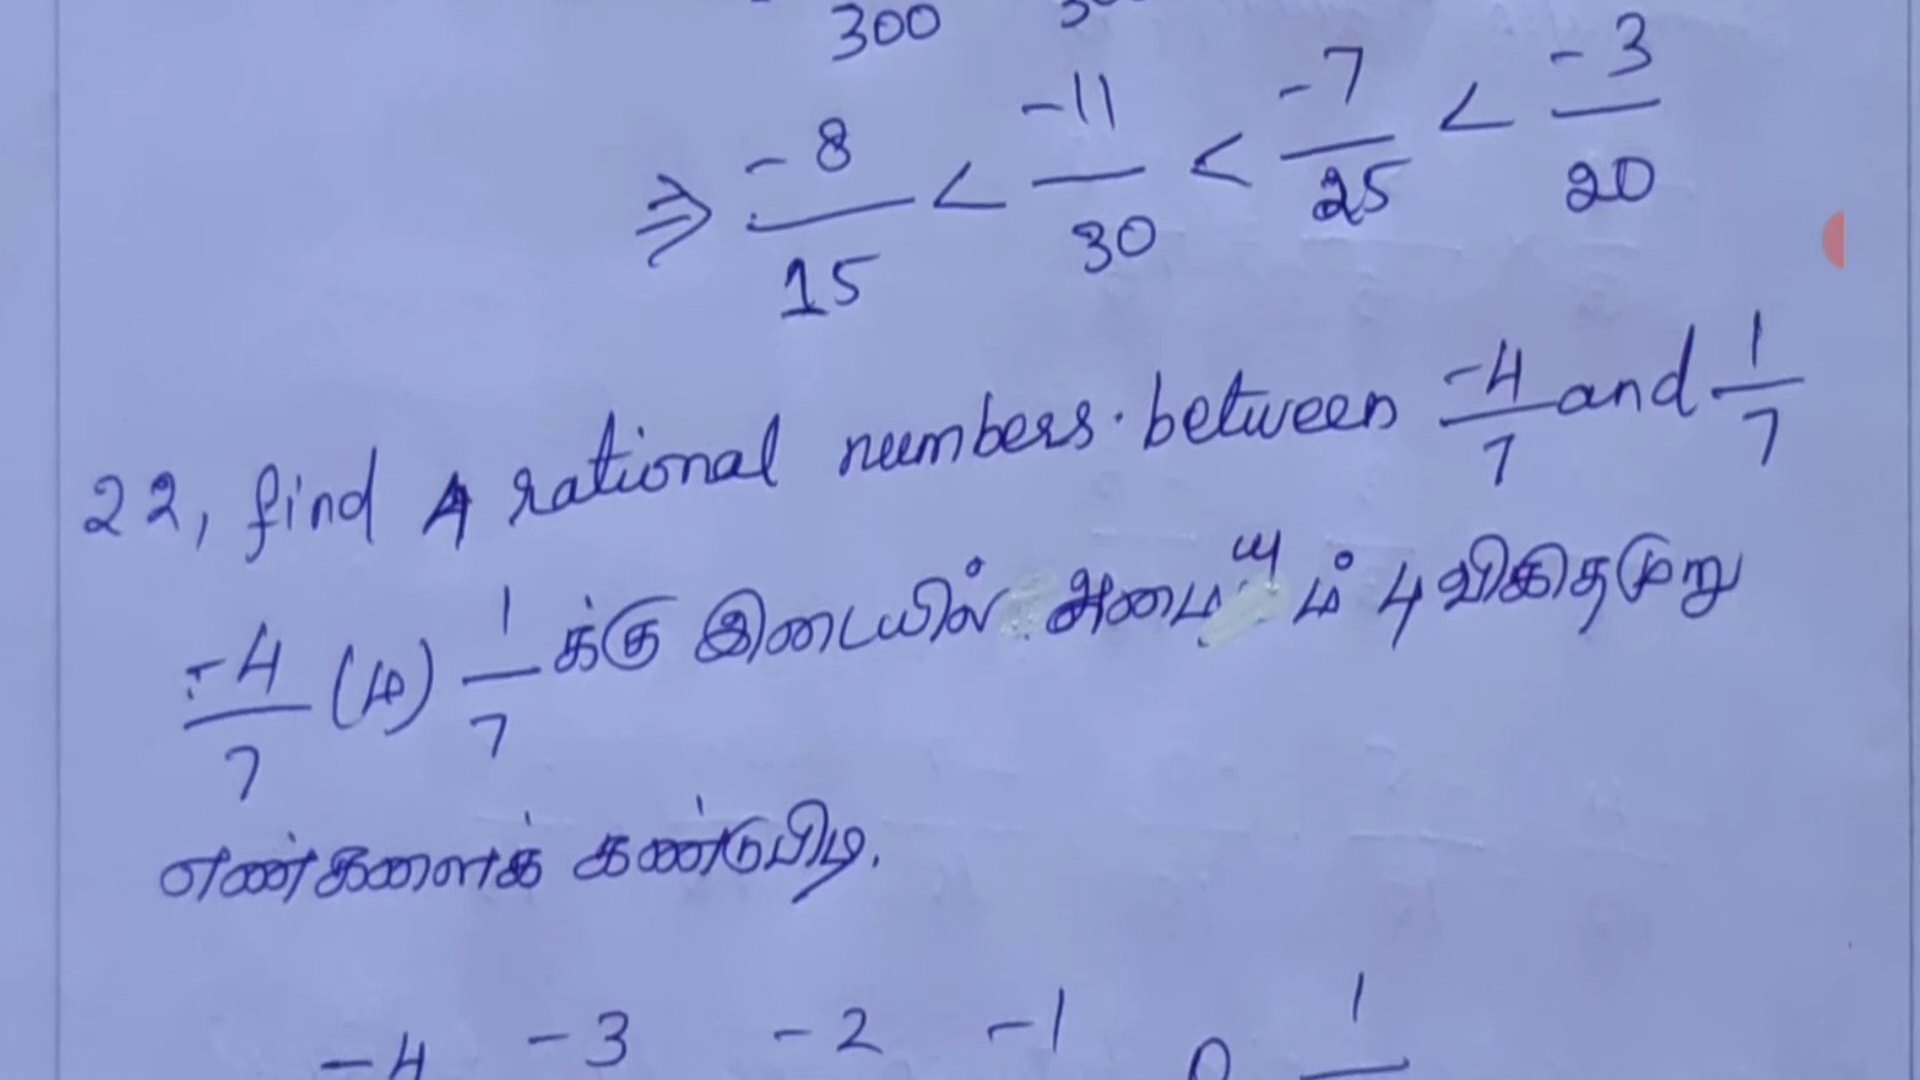 300
⇒ -8/15 < -11/30 < -7/25 < -3/20
22, find 4 rational numbers. between -4/7 and 1/7
-4/7 (ம) 1/7 க்கு இடையில் அமையும் 4 விகிதமுறு
எண்களைக் கண்டுபிடி.
-4 -3 -2 -1 0 1